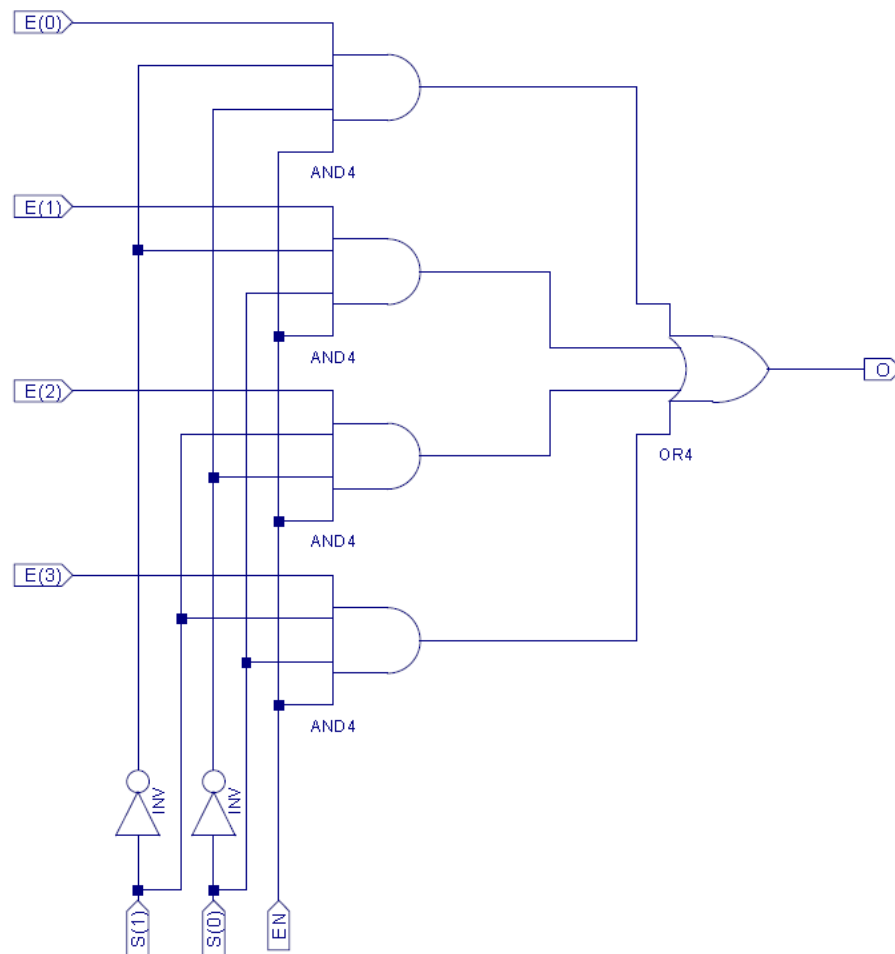 E(0)
AND4
E(1)
AND4
E(2)
OR4
AND4
E(3)
AND4
INV
INV
S(1)
S(0)
EN
O